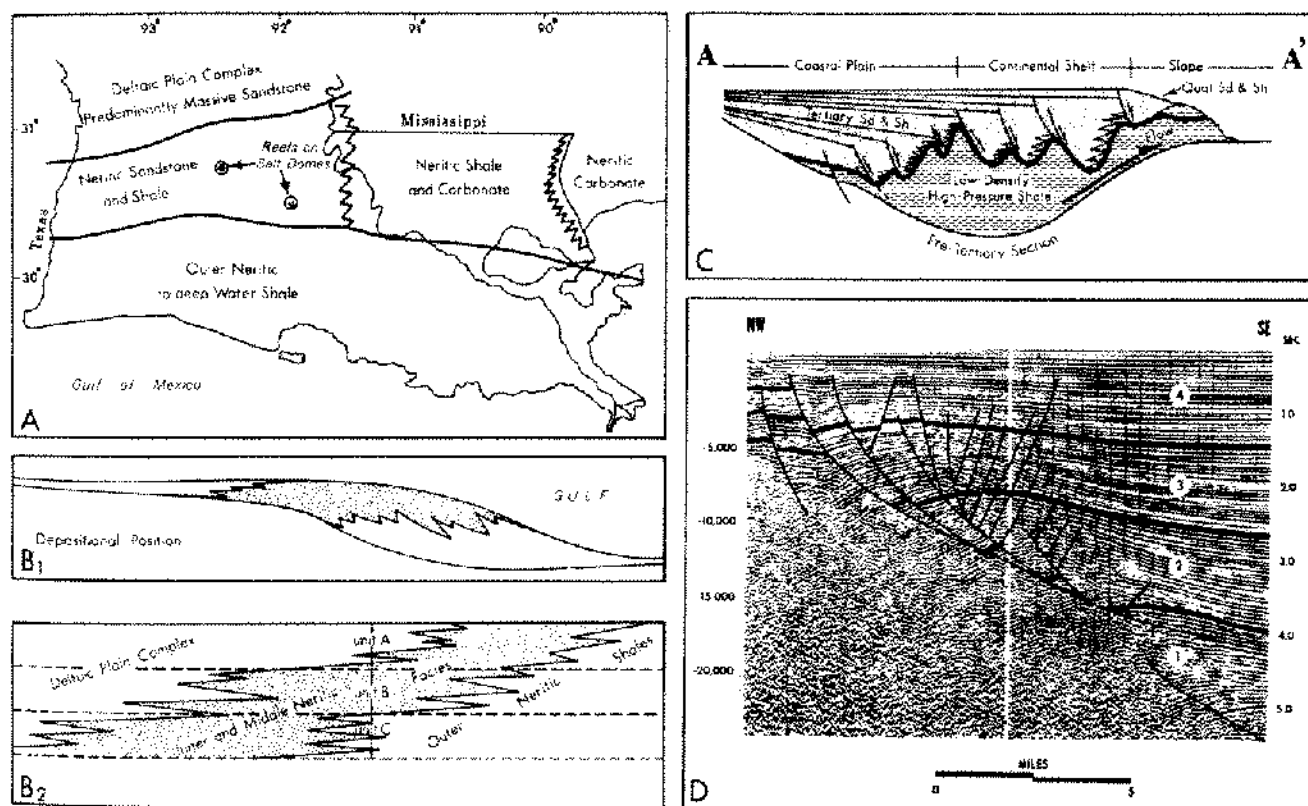 93°
92°
91°
90°
Deltaic Plain Complex
Predominantly Massive Sandstone
31°
Mississippi
Reefs on
Salt Domes
Neritic Sandstone
and Shale
Neritic Shale
and Carbonate
Neritic
Carbonate
Texas
30°
Outer Neritic
to deep Water Shale
Gulf of Mexico
A
GULF
Depositional Position
B1
Deltaic Plain Complex
unit A
Shales
Facies
Inner and Middle Neritic
unit B
Neritic
unit C
Outer
B2
A
A'
Coastal Plain
Continental Shelf
Slope
Quat Sd & Sh
Tertiary Sd & Sh
Flow
Low-Density
High-Pressure Shale
Pre-Tertiary Section
C
NW
SE
SEC.
4
1.0
-5,000
3
2.0
-10,000
2
3.0
-15,000
4.0
-20,000
1
5.0
MILES
0
5
D